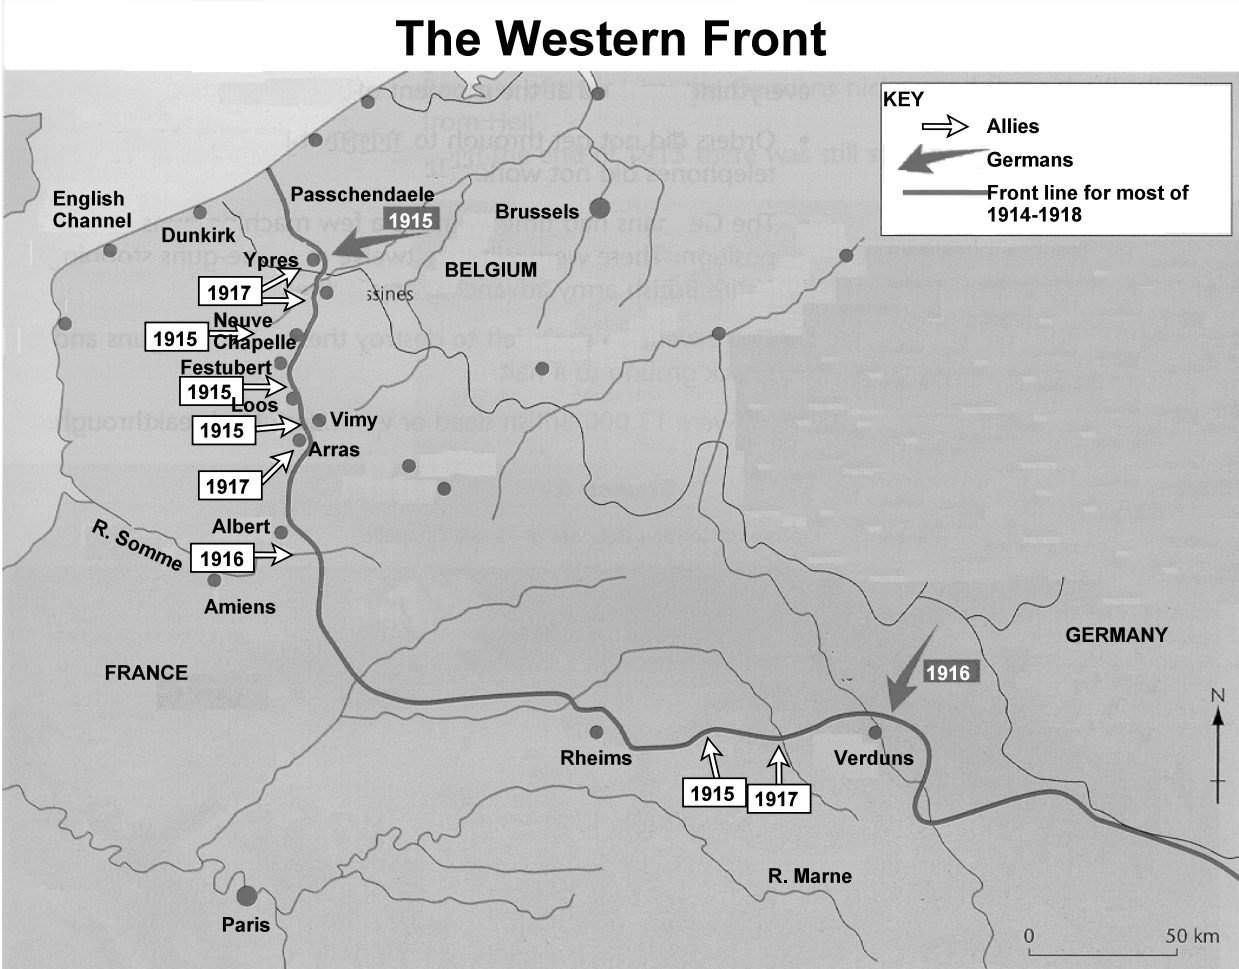 The Western Front
KEY
Allies
Germans
Front line for most of
1914-1918
English
Channel
Passchendaele
1915
Brussels
Dunkirk
Ypres
BELGIUM
1917
ssines
Neuve
Chapelle
1915
Festubert
1915
Loos
1915
Vimy
Arras
1917
Albert
R. Somme
1916
Amiens
GERMANY
FRANCE
1916
N
Rheims
Verduns
1915
1917
R. Marne
Paris
0
50 km